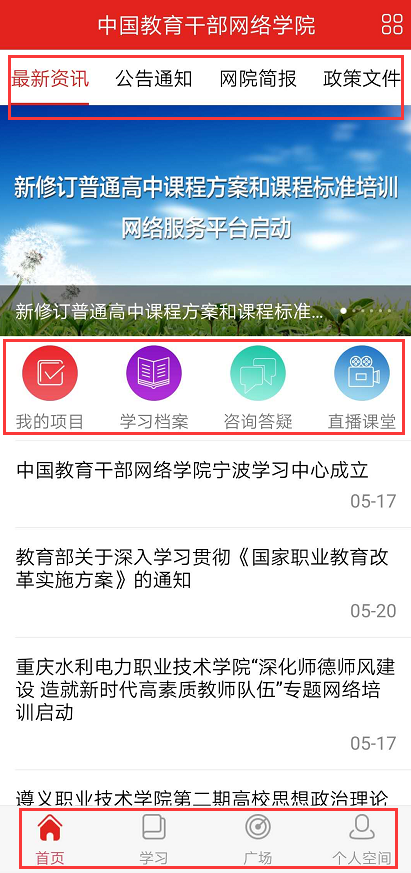 中国教育干部网络学院
最新资讯 公告通知 网院简报 政策文件
新修订普通高中课程方案和课程标准培训
网络服务平台启动
新修订普通高中课程方案和课程标准...
我的项目 学习档案 咨询答疑 直播课堂
中国教育干部网络学院宁波学习中心成立
05-17
教育部关于深入学习贯彻《国家职业教育改
革实施方案》的通知
05-20
重庆水利电力职业技术学院“深化师德师风建
设 造就新时代高素质教师队伍”专题网络培
训启动
05-17
遵义职业技术学院第二期高校思想政治理论
首页 学习 广场 个人空间